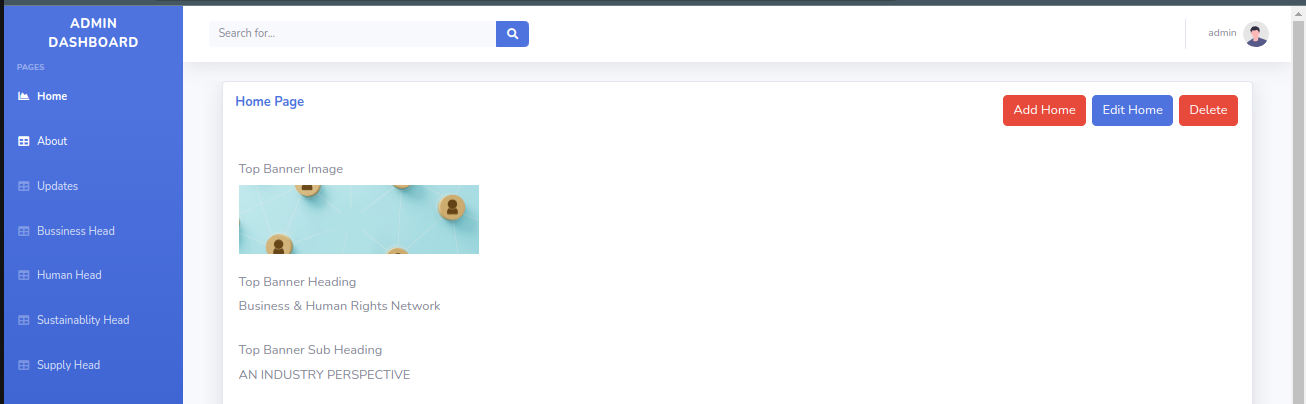 ADMIN
DASHBOARD
PAGES
Home
About
Updates
Bussiness Head
Human Head
Sustainablity Head
Supply Head
Search for...
admin
Home Page
Add Home
Edit Home
Delete
Top Banner Image
Top Banner Heading
Business & Human Rights Network
Top Banner Sub Heading
AN INDUSTRY PERSPECTIVE